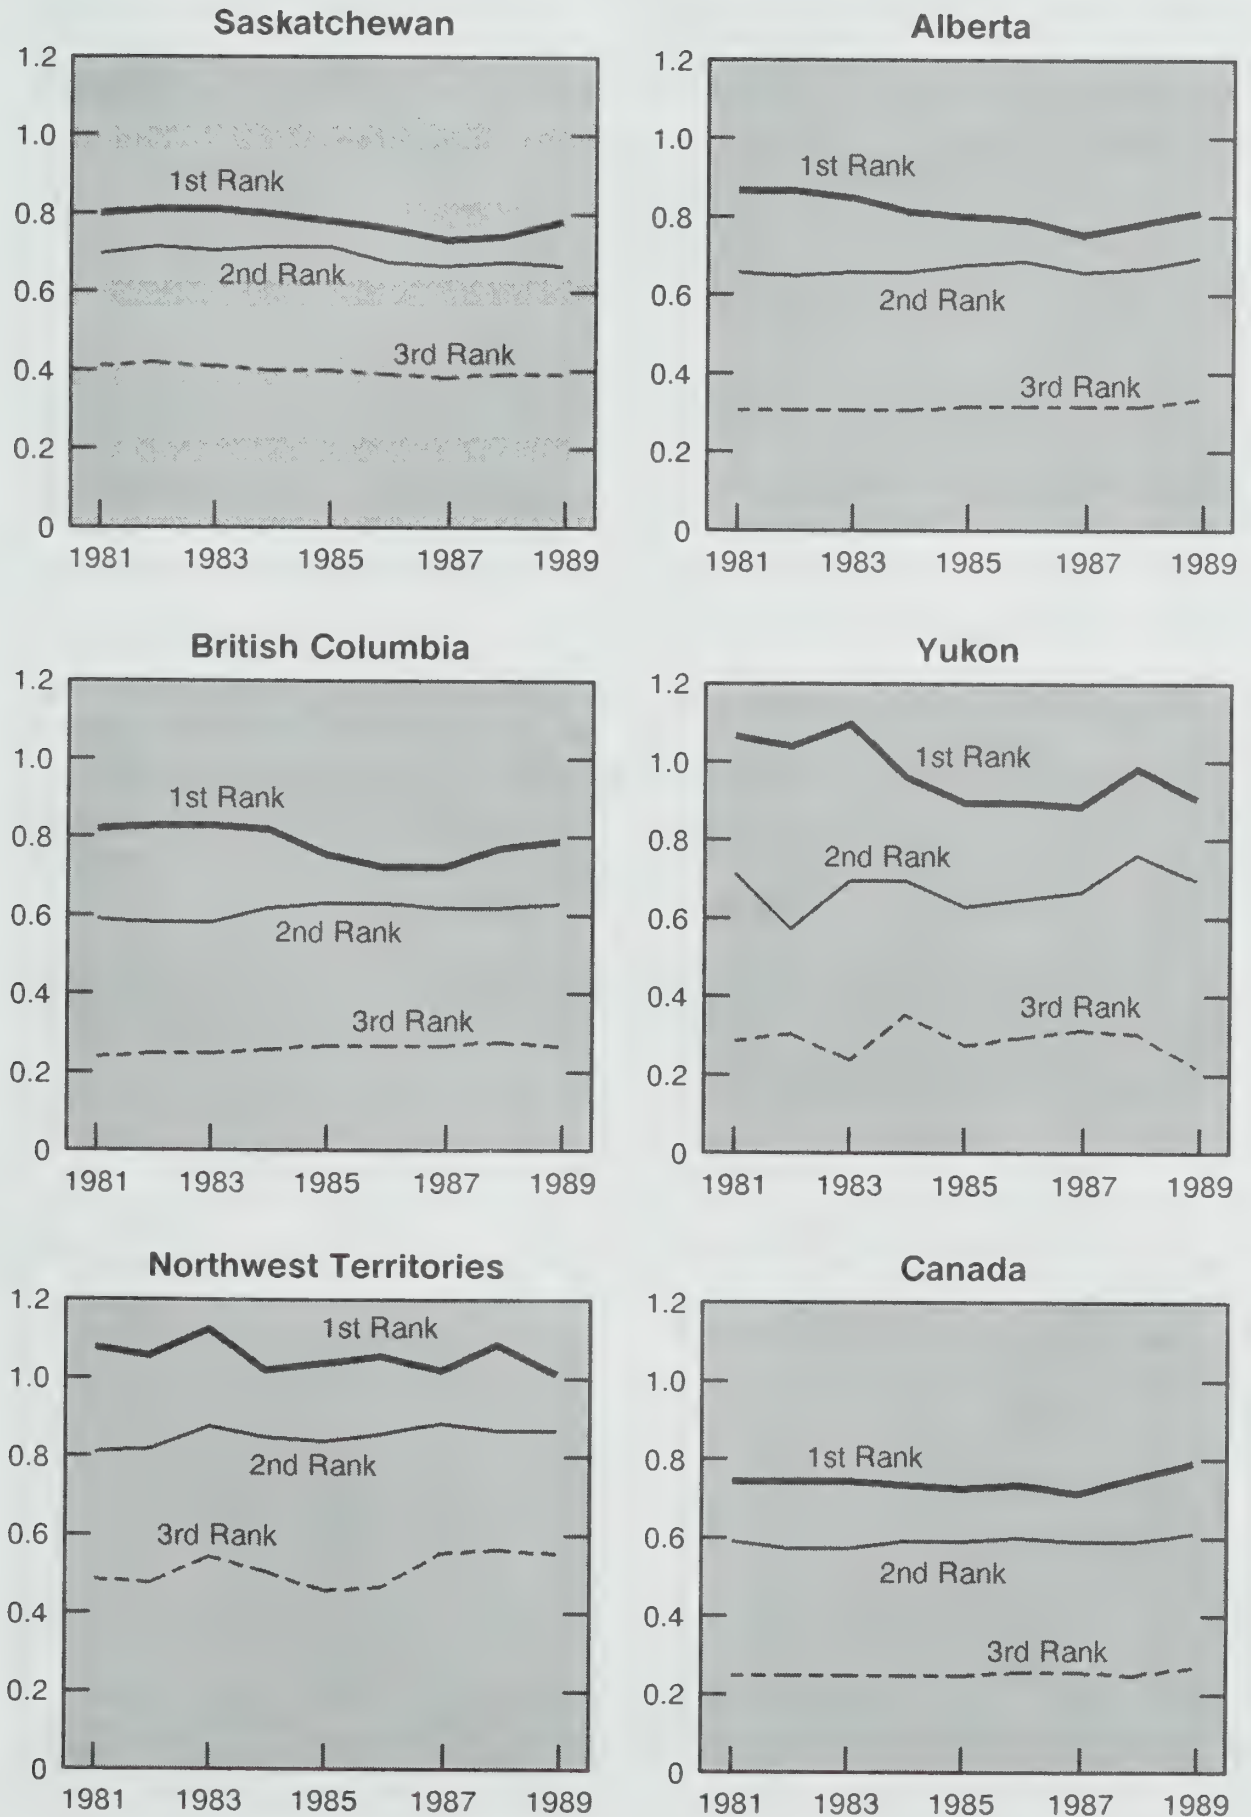 Saskatchewan
1.2
1.0
0.8
0.6
0.4
0.2
0
1st Rank
2nd Rank
3rd Rank
1981 1983 1985 1987 1989
Alberta
1.2
1.0
0.8
0.6
0.4
0.2
0
1st Rank
2nd Rank
3rd Rank
1981 1983 1985 1987 1989
British Columbia
1.2
1.0
0.8
0.6
0.4
0.2
0
1st Rank
2nd Rank
3rd Rank
1981 1983 1985 1987 1989
Yukon
1.2
1.0
0.8
0.6
0.4
0.2
0
1st Rank
2nd Rank
3rd Rank
1981 1983 1985 1987 1989
Northwest Territories
1.2
1.0
0.8
0.6
0.4
0.2
0
1st Rank
2nd Rank
3rd Rank
1981 1983 1985 1987 1989
Canada
1.2
1.0
0.8
0.6
0.4
0.2
0
1st Rank
2nd Rank
3rd Rank
1981 1983 1985 1987 1989